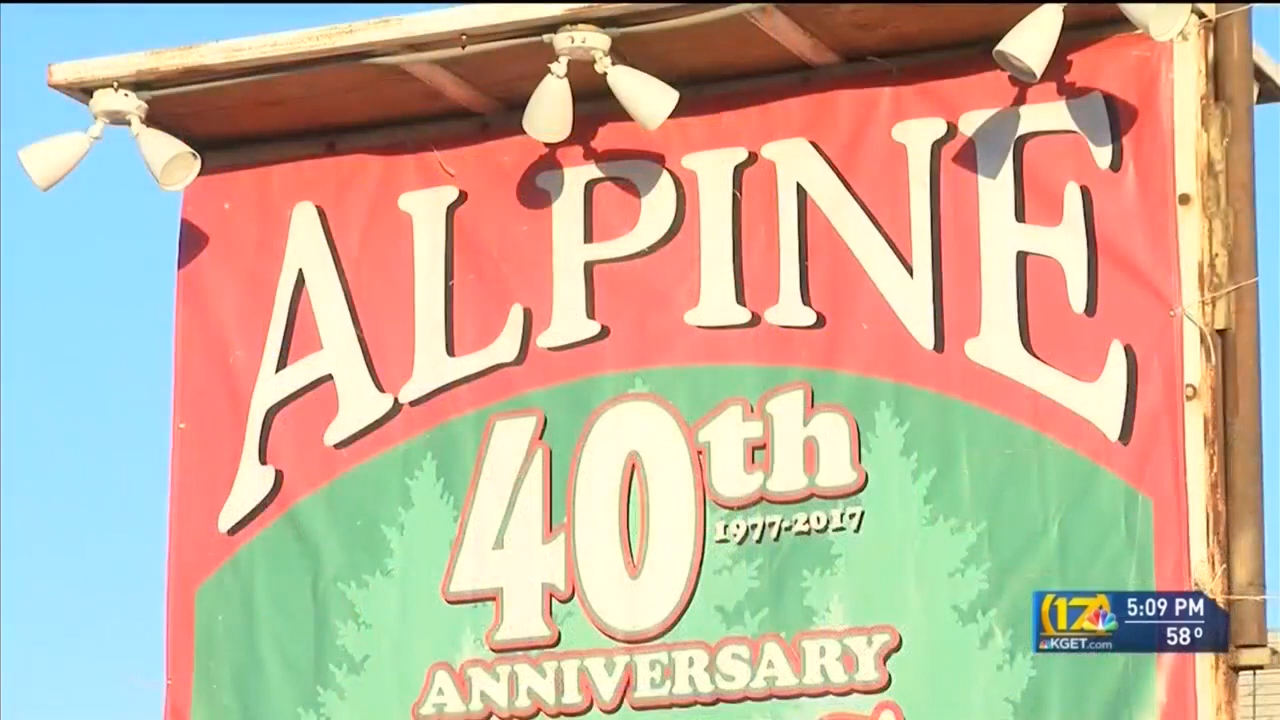 ALPINE
40th
1977-2017
ANNIVERSARY
17
KGET.com
5:09 PM
58°